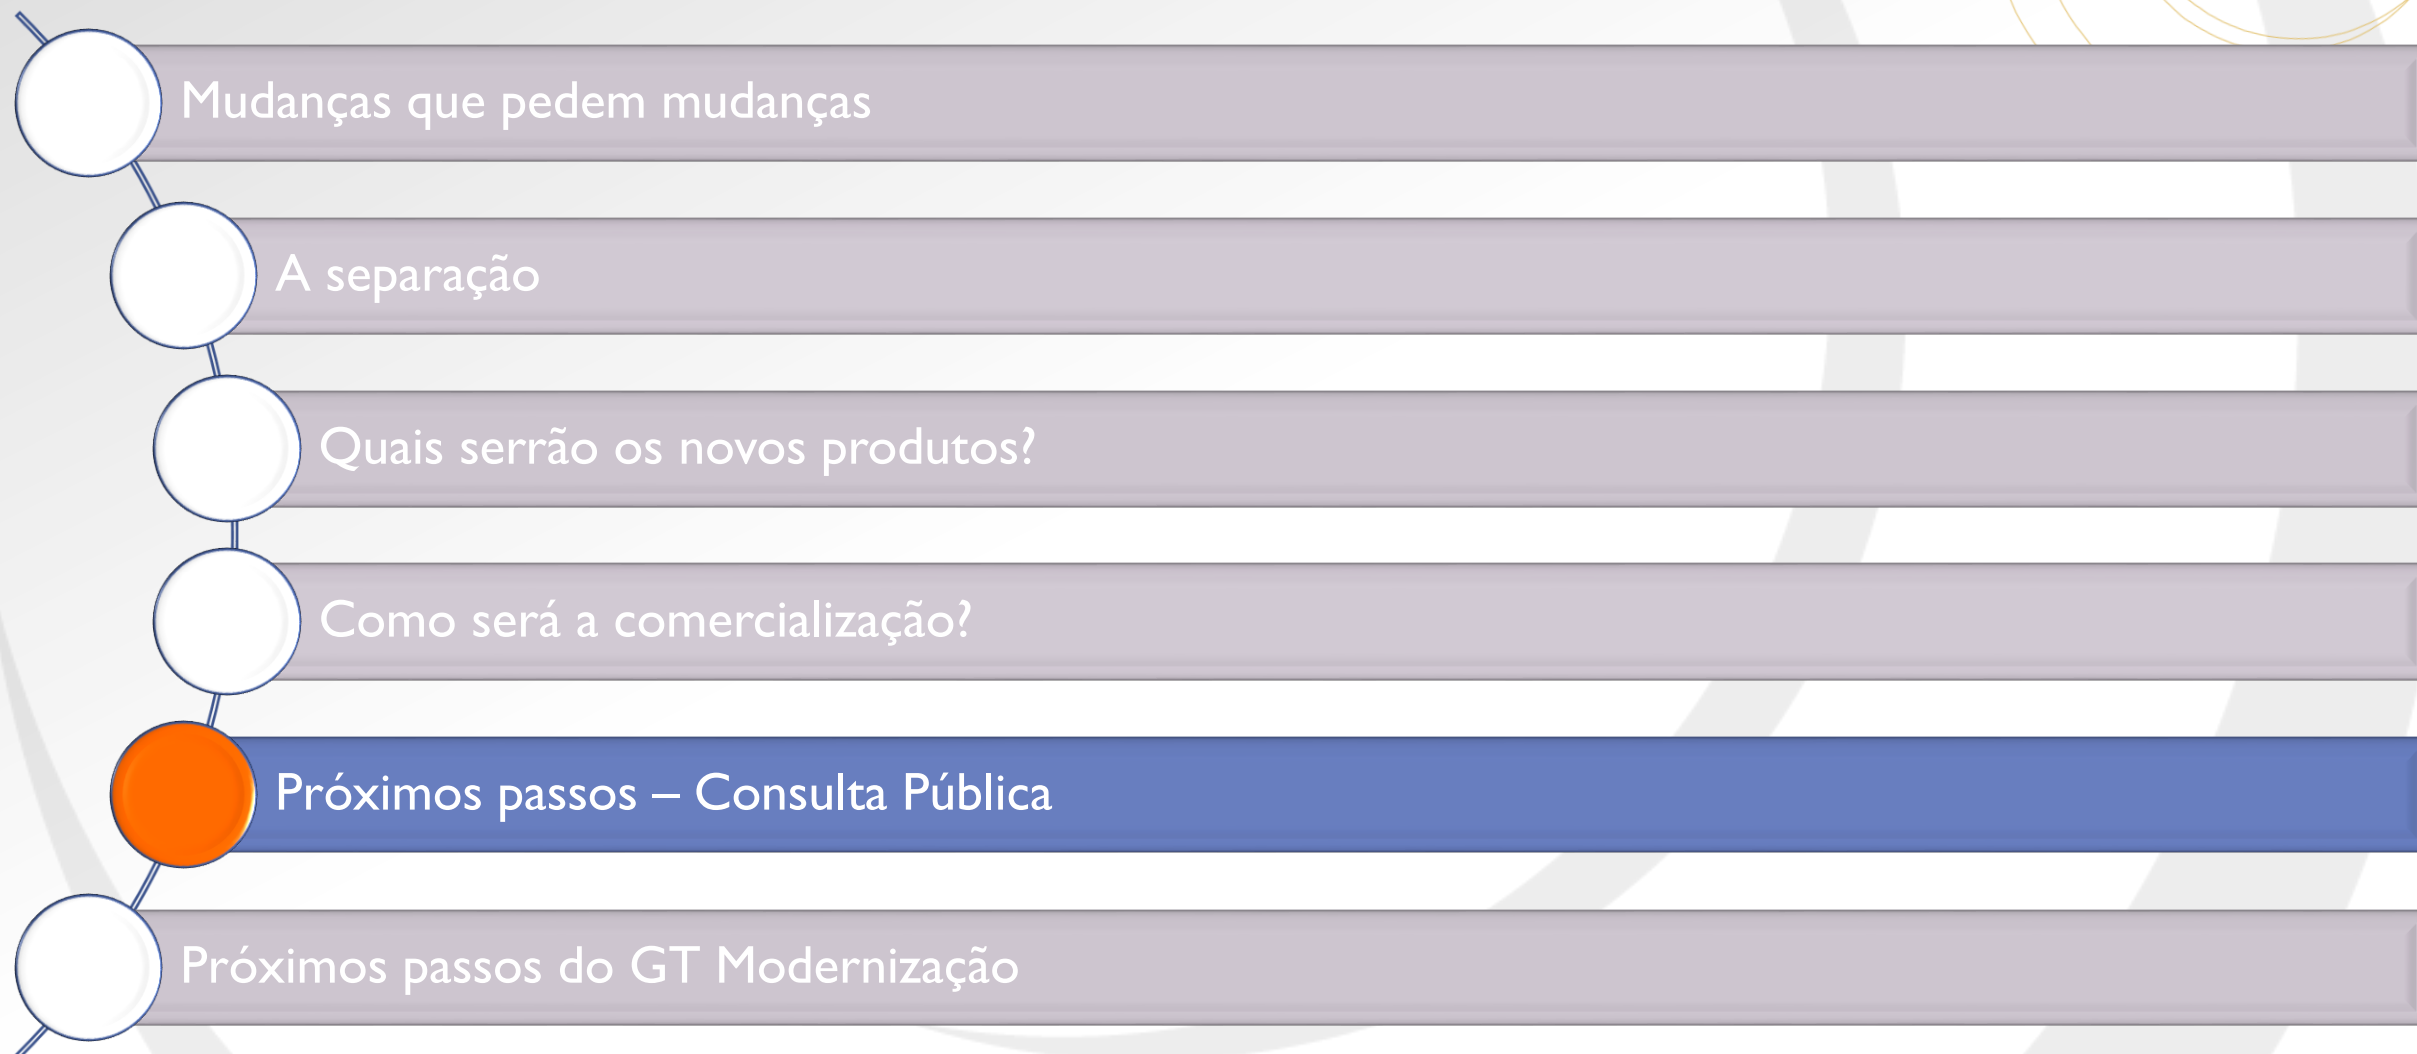 Mudanças que pedem mudanças
A separação
Quais serrão os novos produtos?
Como será a comercialização?
Próximos passos – Consulta Pública
Próximos passos do GT Modernização